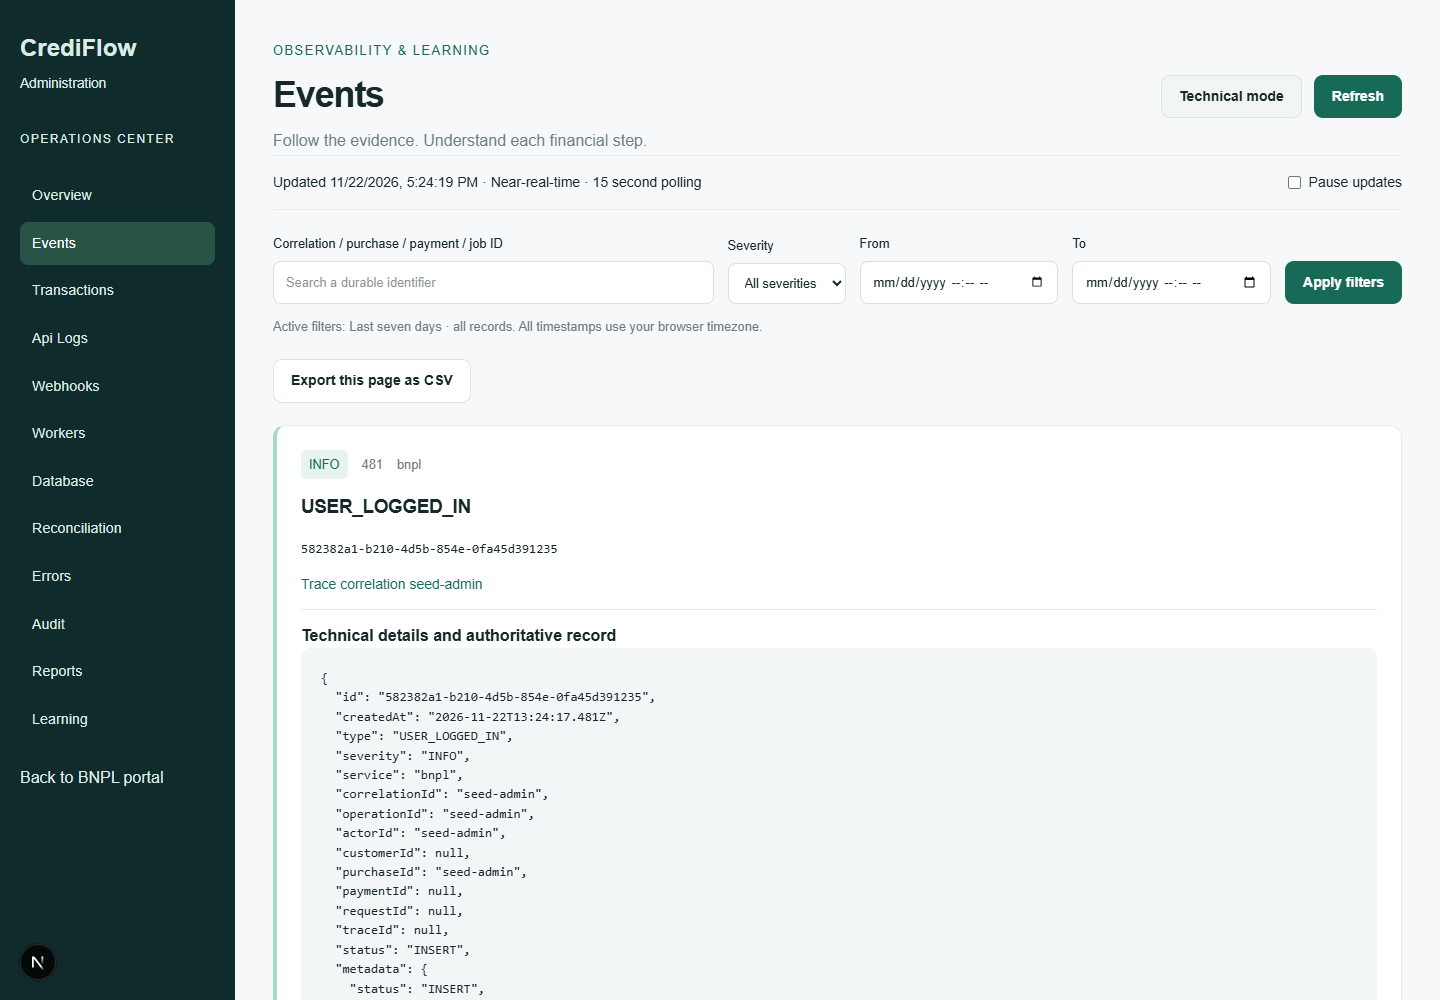 CrediFlow
Administration
OPERATIONS CENTER
Overview
Events
Transactions
Api Logs
Webhooks
Workers
Database
Reconciliation
Errors
Audit
Reports
Learning
Back to BNPL portal
N
OBSERVABILITY & LEARNING
Events
Technical mode
Refresh
Follow the evidence. Understand each financial step.
Updated 11/22/2026, 5:24:19 PM · Near-real-time · 15 second polling
Pause updates
Correlation / purchase / payment / job ID
Severity
From
To
Search a durable identifier
All severities
mm/dd/yyyy --:-- --
mm/dd/yyyy --:-- --
Apply filters
Active filters: Last seven days · all records. All timestamps use your browser timezone.
Export this page as CSV
INFO 481 bnpl
USER_LOGGED_IN
582382a1-b210-4d5b-854e-0fa45d391235
Trace correlation seed-admin
Technical details and authoritative record
{
"id": "582382a1-b210-4d5b-854e-0fa45d391235",
"createdAt": "2026-11-22T13:24:17.481Z",
"type": "USER_LOGGED_IN",
"severity": "INFO",
"service": "bnpl",
"correlationId": "seed-admin",
"operationId": "seed-admin",
"actorId": "seed-admin",
"customerId": null,
"purchaseId": "seed-admin",
"paymentId": null,
"requestId": null,
"traceId": null,
"status": "INSERT",
"metadata": {
"status": "INSERT",